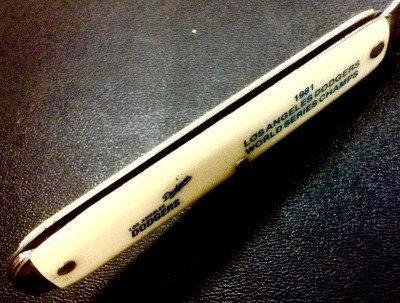 1981
LOS ANGELES DODGERS
WORLD SERIES CHAMPS
Dodgers
LOS ANGELES
DODGERS